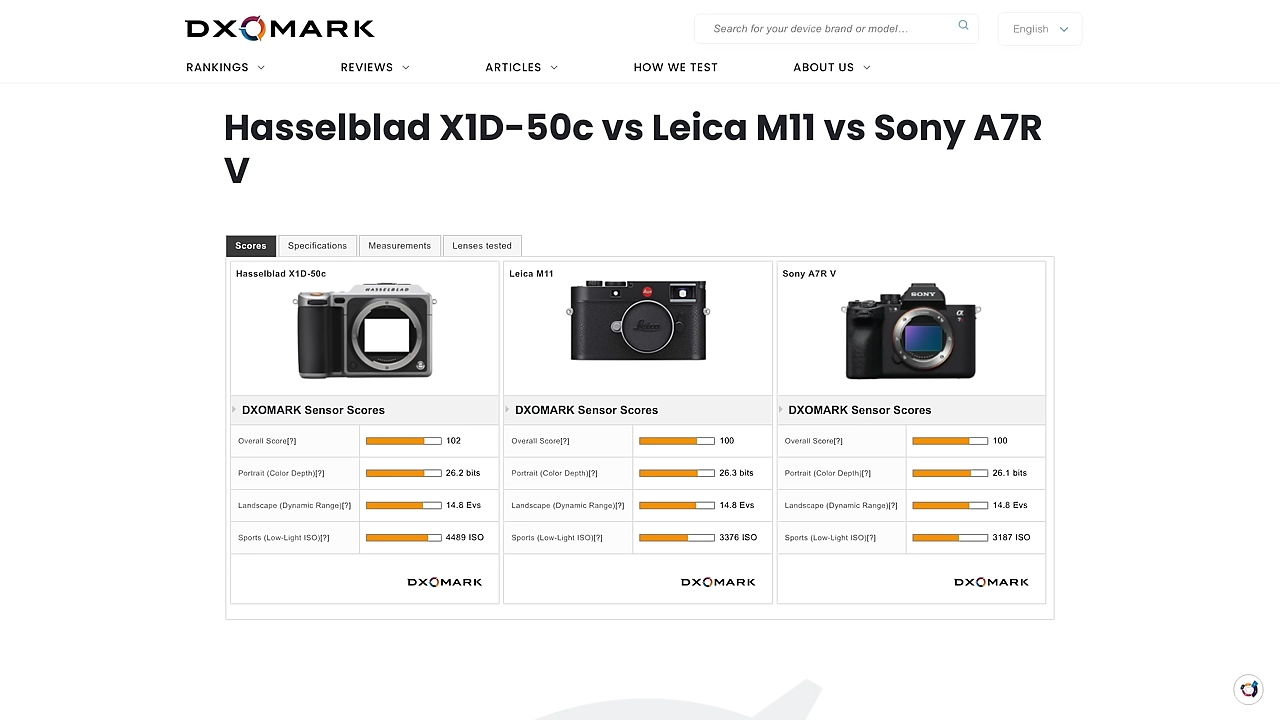 DXOMARK
Search for your device brand or model...
English
RANKINGS
REVIEWS
ARTICLES
HOW WE TEST
ABOUT US
Hasselblad X1D-50c vs Leica M11 vs Sony A7R
V
Scores
Specifications
Measurements
Lenses tested
Hasselblad X1D-50c
HASSELBLAD
DXOMARK Sensor Scores
Overall Score[?] 102
Portrait (Color Depth)[?] 26.2 bits
Landscape (Dynamic Range)[?] 14.8 Evs
Sports (Low-Light ISO)[?] 4489 ISO
DXOMARK
Leica M11
Leica
DXOMARK Sensor Scores
Overall Score[?] 100
Portrait (Color Depth)[?] 26.3 bits
Landscape (Dynamic Range)[?] 14.8 Evs
Sports (Low-Light ISO)[?] 3376 ISO
DXOMARK
Sony A7R V
SONY
DXOMARK Sensor Scores
Overall Score[?] 100
Portrait (Color Depth)[?] 26.1 bits
Landscape (Dynamic Range)[?] 14.8 Evs
Sports (Low-Light ISO)[?] 3187 ISO
DXOMARK